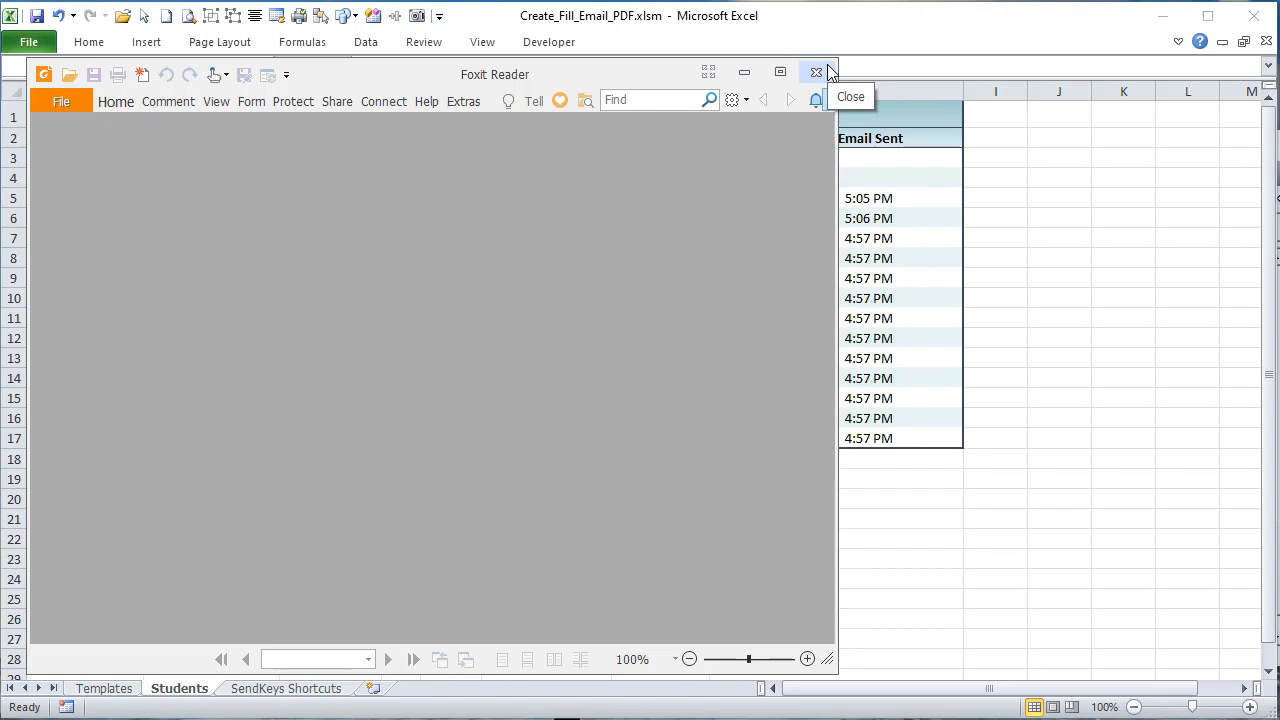 Create_Fill_Email_PDF.xlsm - Microsoft Excel
File Home Insert Page Layout Formulas Data Review View Developer
Foxit Reader
Close
File Home Comment View Form Protect Share Connect Help Extras Tell Find
I J K L M
1
2 Email Sent
3
4
5 5:05 PM
6 5:06 PM
7 4:57 PM
8 4:57 PM
9 4:57 PM
10 4:57 PM
11 4:57 PM
12 4:57 PM
13 4:57 PM
14 4:57 PM
15 4:57 PM
16 4:57 PM
17 4:57 PM
18
19
20
21
22
23
24
25
26
27
28
29
100%
Templates Students SendKeys Shortcuts
Ready 100%